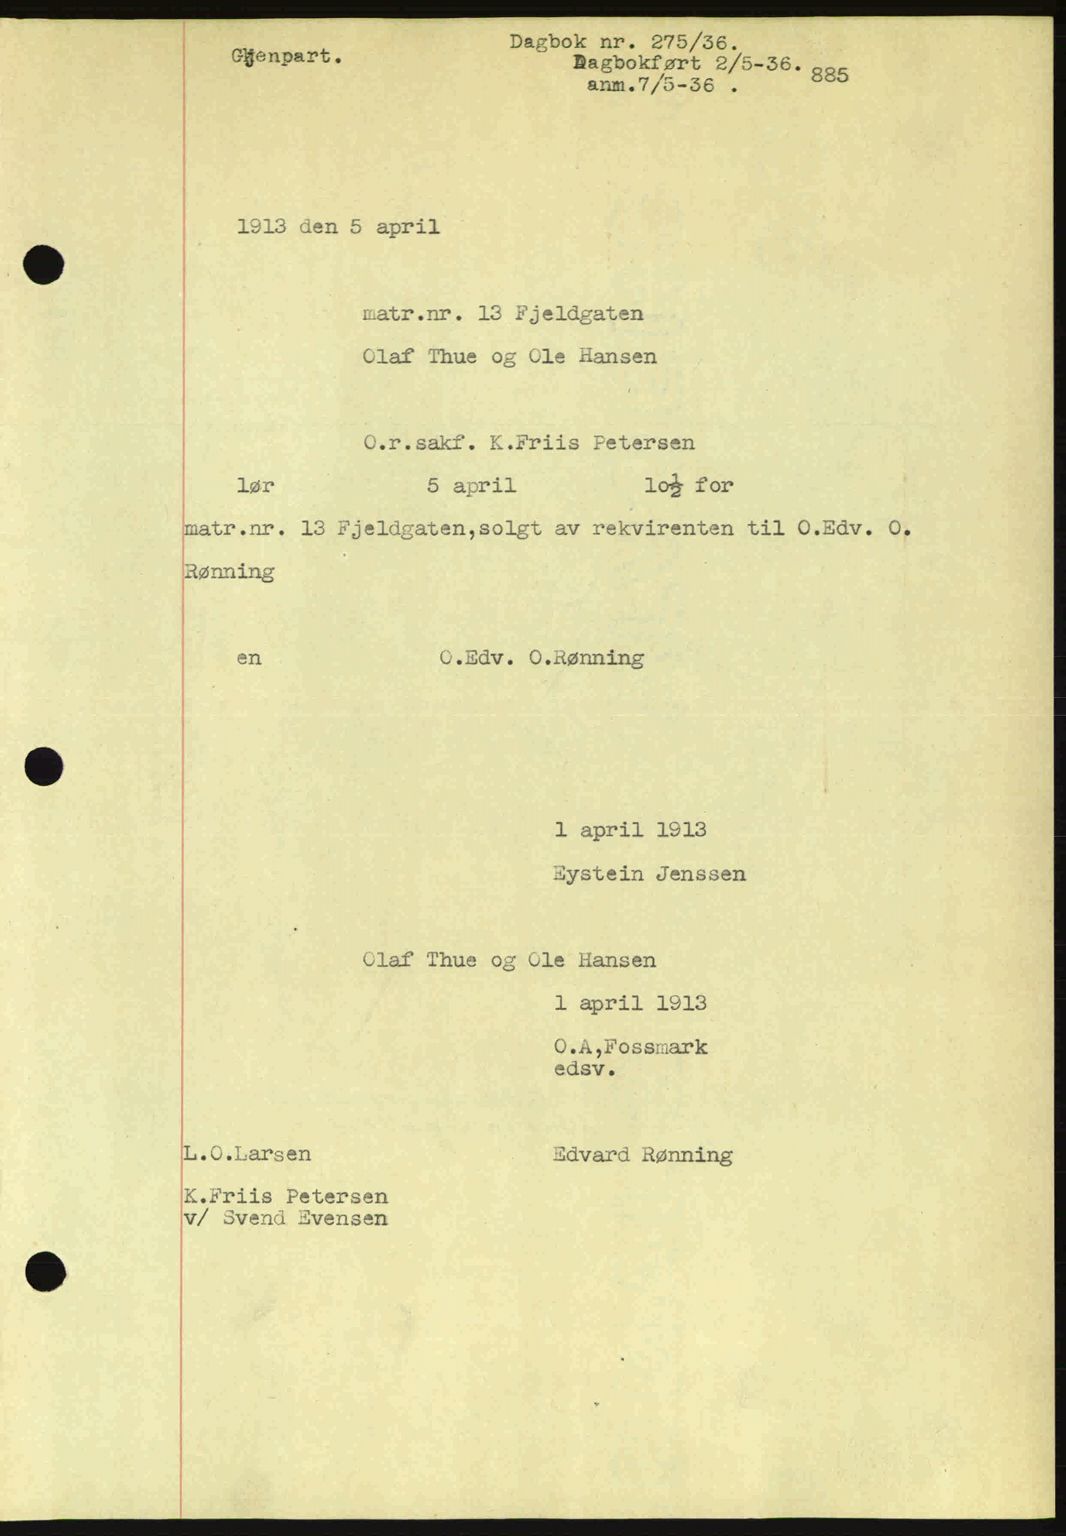 Gjenpart.
Dagbok nr. 275/36.
Dagbokført 2/5-36.
885
anm.7/5-36 .
1913 den 5 april
matr.nr. 13 Fjeldgaten
Olaf Thue og Ole Hansen
O.r.sakf. K.Friis Petersen
lør 5 april 1o½ for
matr.nr. 13 Fjeldgaten,solgt av rekvirenten til O.Edv. O.
Rønning
en O.Edv. O.Rønning
1 april 1913
Eystein Jenssen
Olaf Thue og Ole Hansen
1 april 1913
O.A,Fossmark
edsv.
L.O.Larsen Edvard Rønning
K.Friis Petersen
v/ Svend Evensen